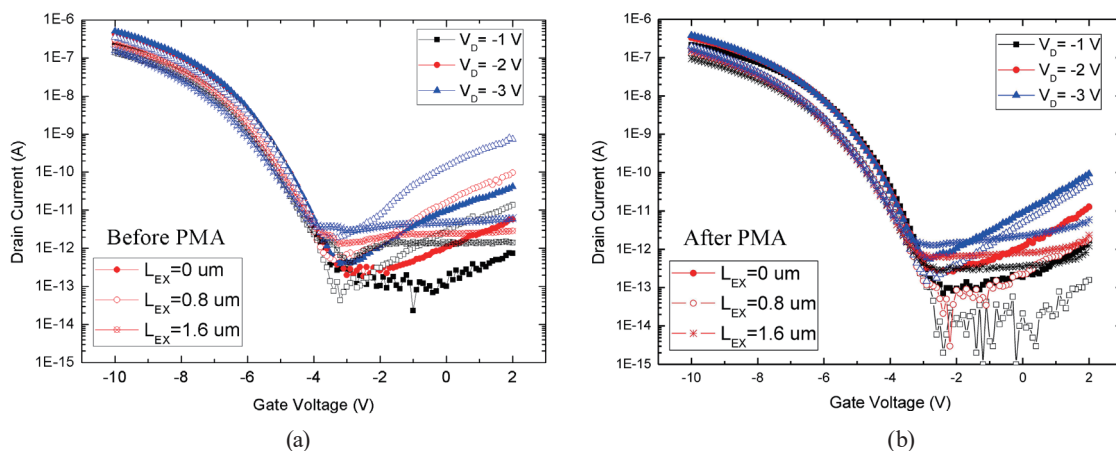 (a)
1E-5
1E-6
1E-7
1E-8
1E-9
1E-10
1E-11
1E-12
1E-13
1E-14
1E-15
Drain Current (A)
V_D= -1 V
V_D= -2 V
V_D= -3 V
Before PMA
L_EX=0 um
L_EX=0.8 um
L_EX=1.6 um
-10 -8 -6 -4 -2 0 2
Gate Voltage (V)
(a)
(b)
1E-5
1E-6
1E-7
1E-8
1E-9
1E-10
1E-11
1E-12
1E-13
1E-14
1E-15
Drain Current (A)
V_D= -1 V
V_D= -2 V
V_D= -3 V
After PMA
L_EX=0 um
L_EX=0.8 um
L_EX=1.6 um
-10 -8 -6 -4 -2 0 2
Gate Voltage (V)
(b)